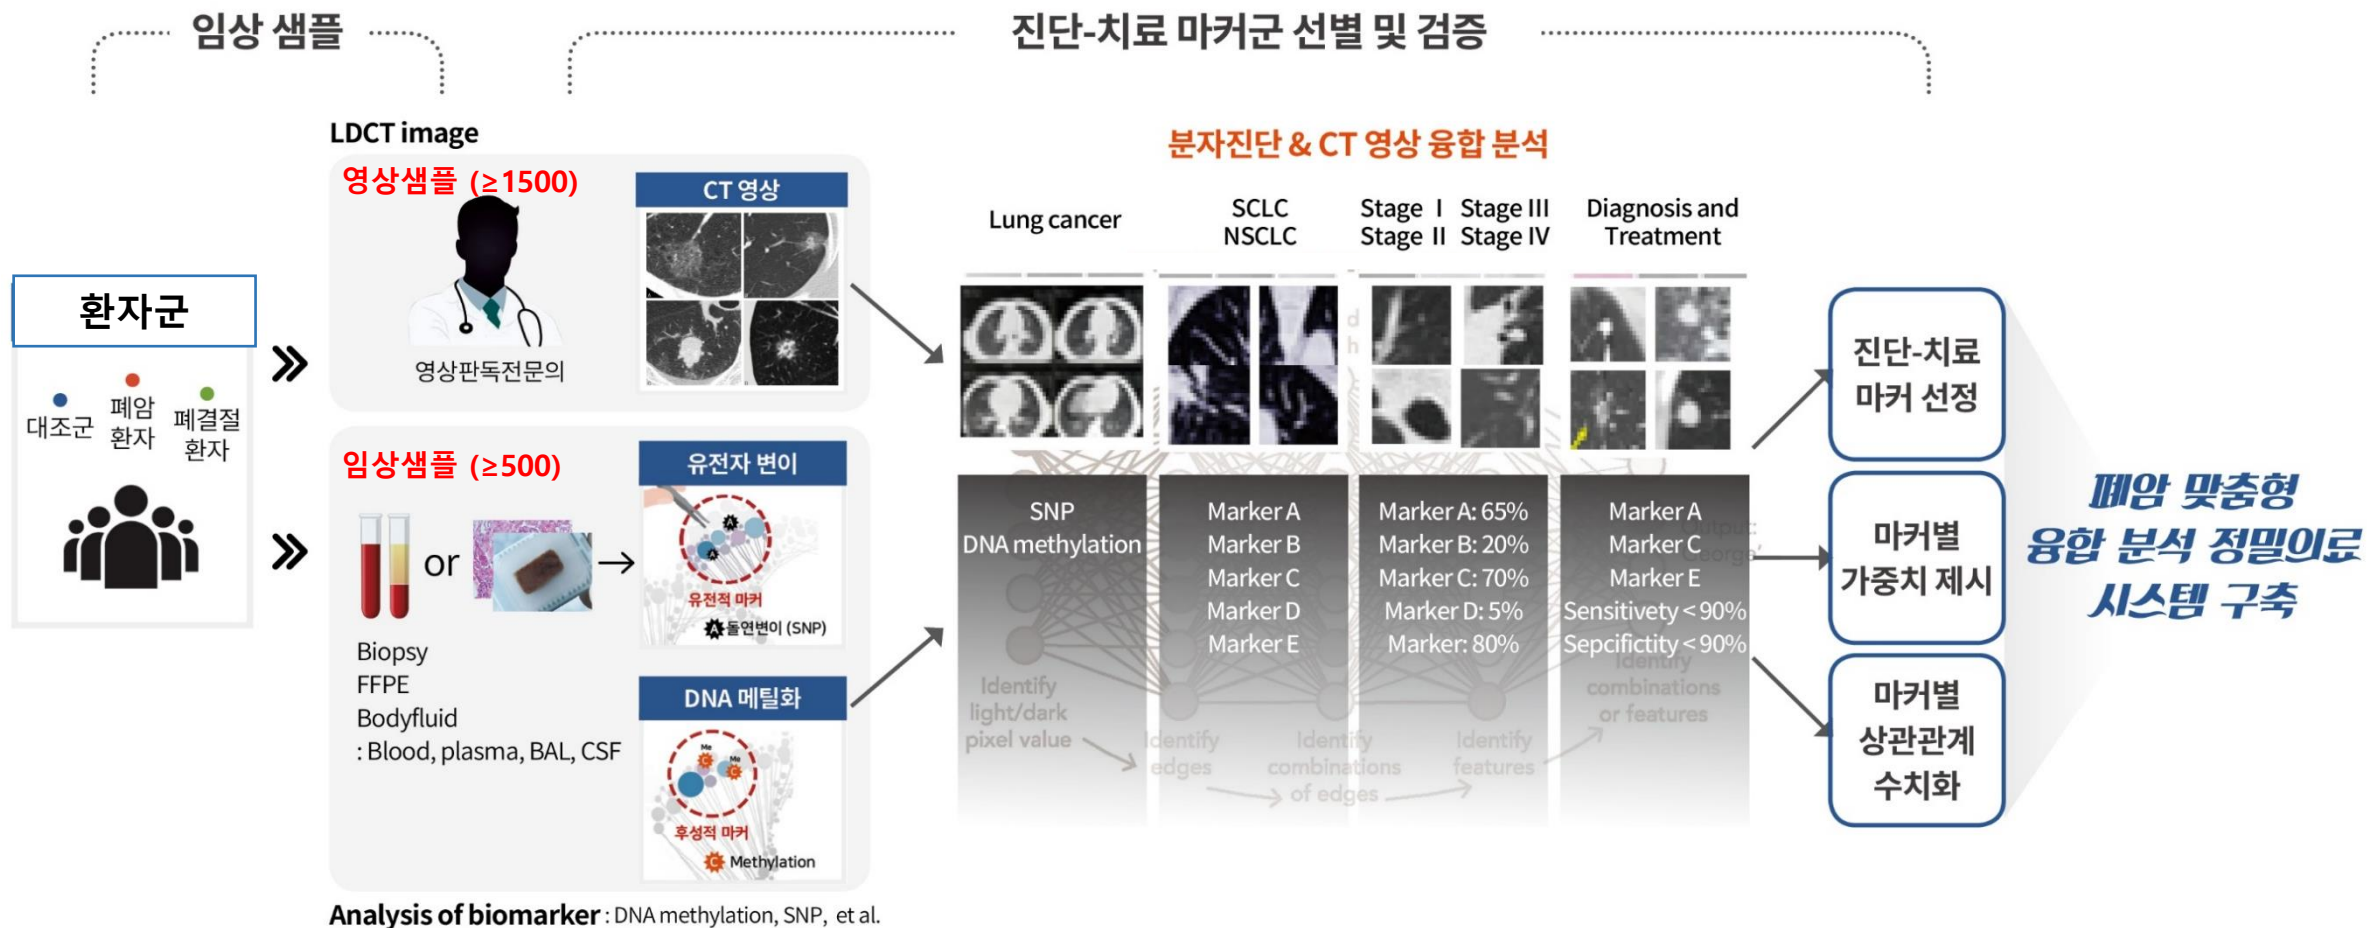 임상 샘플
진단-치료 마커군 선별 및 검증
환자군
대조군
폐암
환자
폐결절
환자
LDCT image
영상샘플 (≥1500)
영상판독전문의
CT 영상
임상샘플 (≥500)
or
Biopsy
FFPE
Bodyfluid
: Blood, plasma, BAL, CSF
유전자 변이
A
A
유전적 마커
A 돌연변이 (SNP)
DNA 메틸화
Me
C
Me
C
후성적 마커
C Methylation
Analysis of biomarker : DNA methylation, SNP, et al.
분자진단 & CT 영상 융합 분석
Lung cancer
SCLC
NSCLC
Stage I Stage III
Stage II Stage IV
Diagnosis and
Treatment
d
h
SNP
DNA methylation
Marker A
Marker B
Marker C
Marker D
Marker E
Marker A: 65%
Marker B: 20%
Marker C: 70%
Marker D: 5%
Marker: 80%
Marker A
Marker C
Marker E
Sensitivety < 90%
Sepcifictity < 90%
Output:
George'
Identify
light/dark
pixel value
Identify
edges
Identify
combinations
of edges
Identify
features
Identify
combinations
or features
진단-치료
마커 선정
마커별
가중치 제시
마커별
상관관계
수치화
폐암 맞춤형
융합 분석 정밀의료
시스템 구축